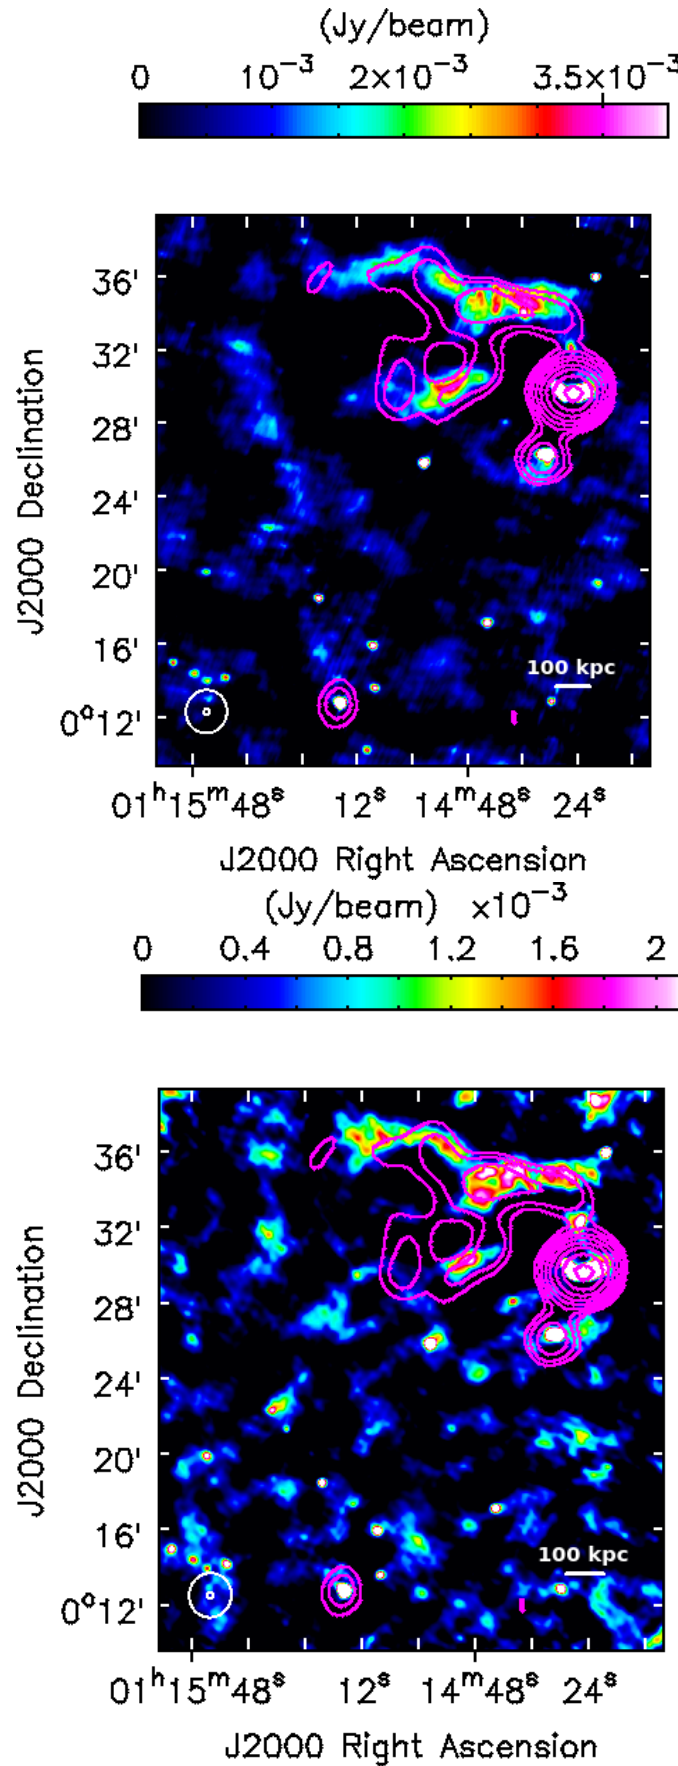 (Jy/beam)
0 10⁻³ 2×10⁻³ 3.5×10⁻³
36'
32'
28'
24'
20'
16'
0°12'
J2000 Declination
100 kpc
01ʰ15ᵐ48ˢ 12ˢ 14ᵐ48ˢ 24ˢ
J2000 Right Ascension
(Jy/beam) ×10⁻³
0 0.4 0.8 1.2 1.6 2
36'
32'
28'
24'
20'
16'
0°12'
J2000 Declination
100 kpc
01ʰ15ᵐ48ˢ 12ˢ 14ᵐ48ˢ 24ˢ
J2000 Right Ascension